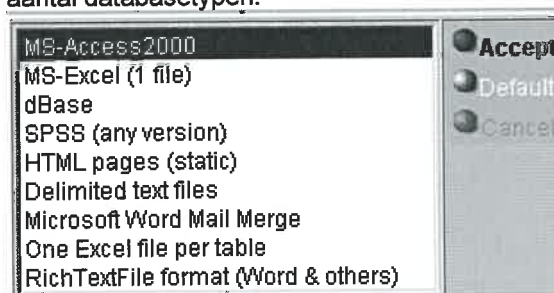 aantal databasetypen.
MS-Access2000
MS-Excel (1 file)
dBase
SPSS (any version)
HTML pages (static)
Delimited text files
Microsoft Word Mail Merge
One Excel file per table
RichTextFile format (Word & others)
Accept
Default
Cancel